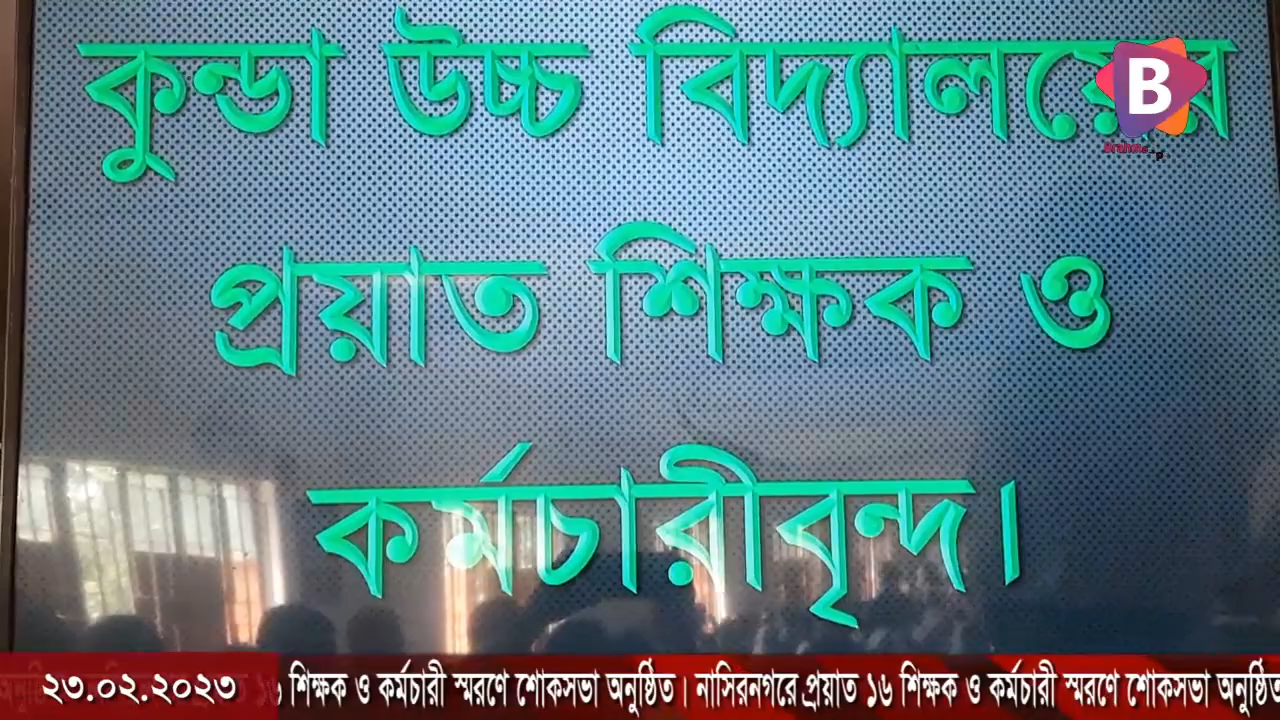 কুন্ডা উচ্চ বিদ্যালয়ের
B
প্রয়াত শিক্ষক ও
কর্মচারীবৃন্দ।
২৩.০২.২০২৩
১৬ শিক্ষক ও কর্মচারী স্মরণে শোকসভা অনুষ্ঠিত। নাসিরনগরে প্রয়াত ১৬ শিক্ষক ও কর্মচারী স্মরণে শোকসভা অনুষ্ঠিত